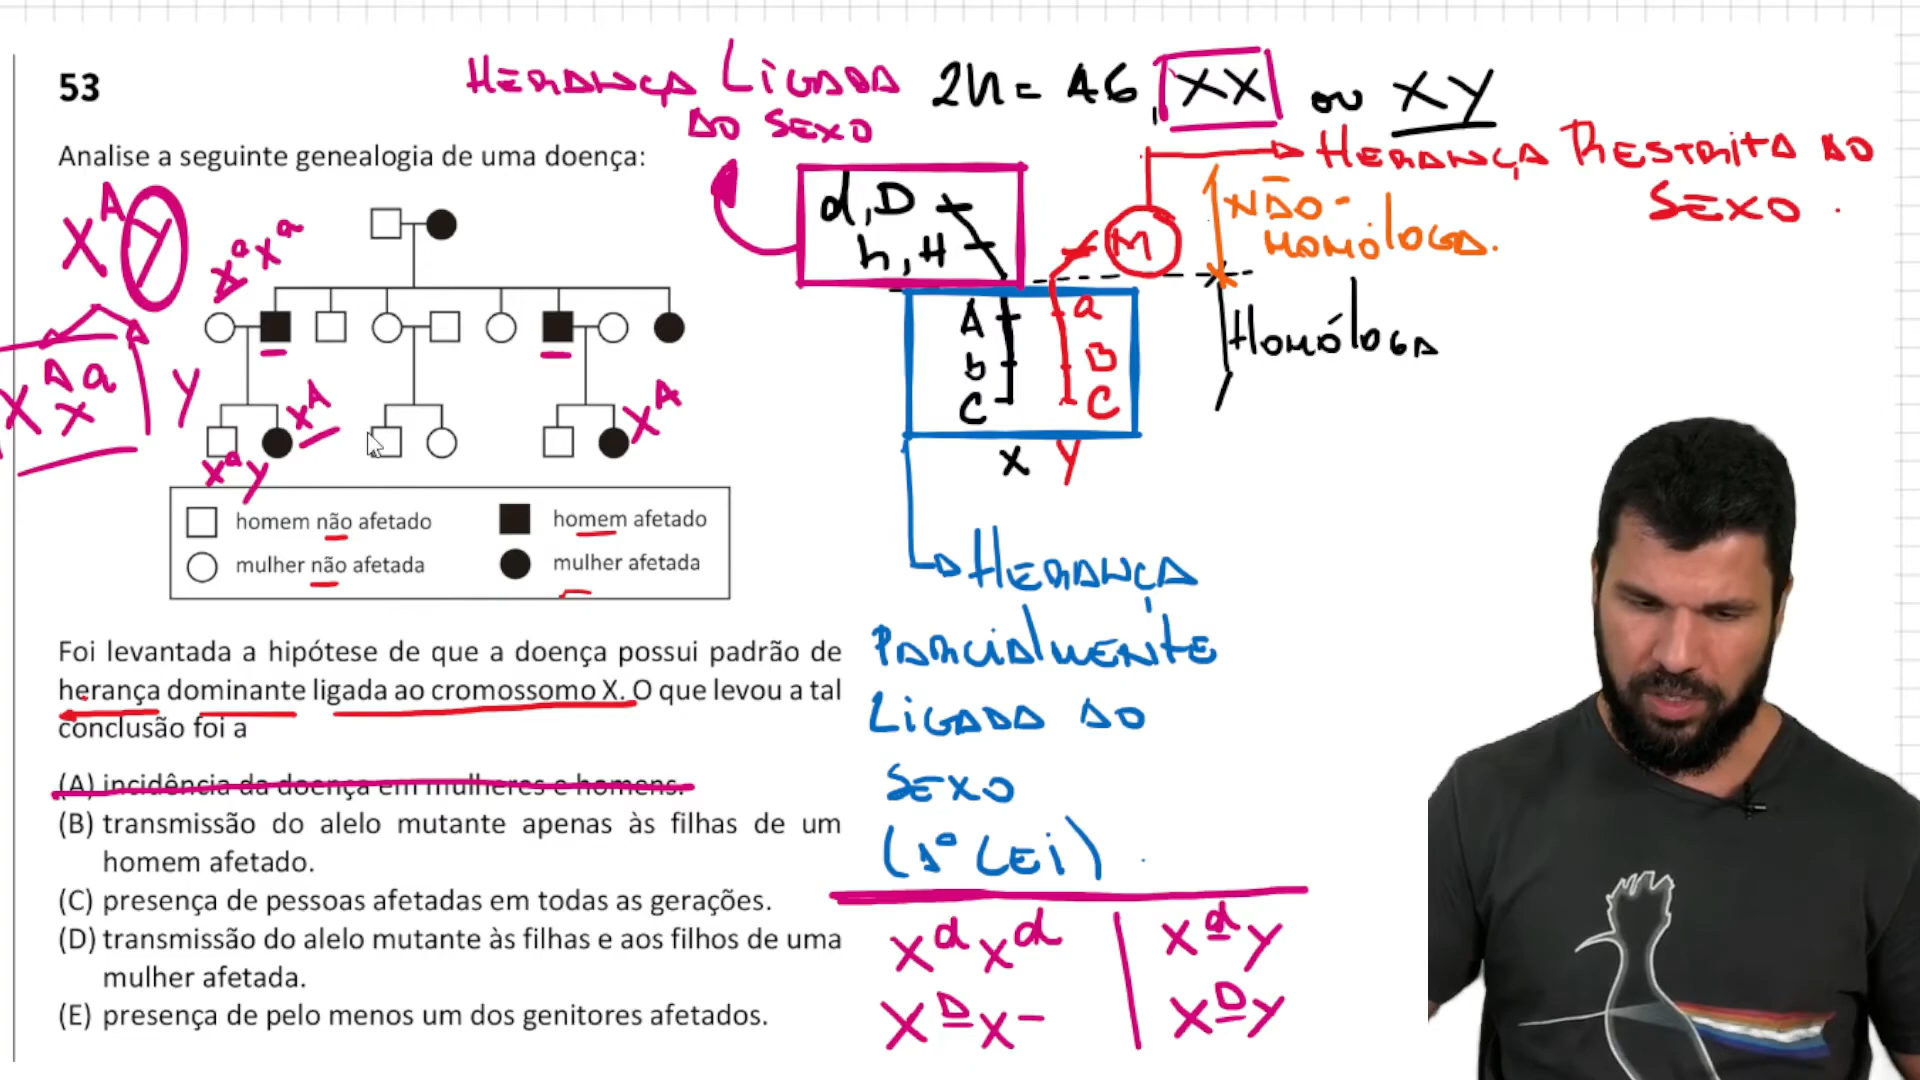 53
HERANÇA LIGADA
AO SEXO
2n = 46, XX ou XY
HERANÇA RESTRITA AO
SEXO.
Analise a seguinte genealogia de uma doença:
X^A Y
X^a X^a
d, D
h, H
M
NÃO-
HOMÓLOGA.
A a
b B
C C
X Y
HOMÓLOGA
X^A X^a Y
X^A
X^A
X^a Y
homem não afetado
homem afetado
mulher não afetada
mulher afetada
HERANÇA
PARCIALMENTE
LIGADA AO
SEXO
(1ª LEI)
Foi levantada a hipótese de que a doença possui padrão de
herança dominante ligada ao cromossomo X. O que levou a tal
conclusão foi a
(A) incidência da doença em mulheres e homens.
(B) transmissão do alelo mutante apenas às filhas de um
homem afetado.
(C) presença de pessoas afetadas em todas as gerações.
(D) transmissão do alelo mutante às filhas e aos filhos de uma
mulher afetada.
(E) presença de pelo menos um dos genitores afetados.
X^d X^d | X^d Y
X^D X^- | X^D Y